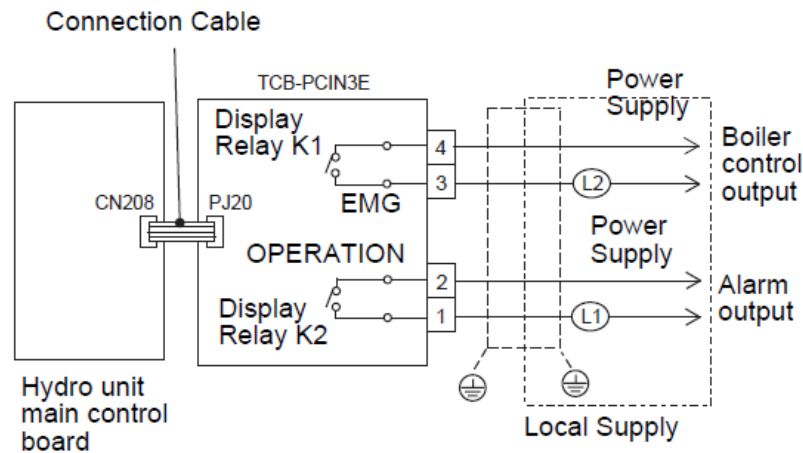 Connection Cable
TCB-PCIN3E
Power
Supply
Display
Relay K1
4
Boiler
control
output
3
L2
EMG
CN208
PJ20
Power
Supply
OPERATION
2
Alarm
output
Display
Relay K2
1
L1
Hydro unit
main control
board
Local Supply